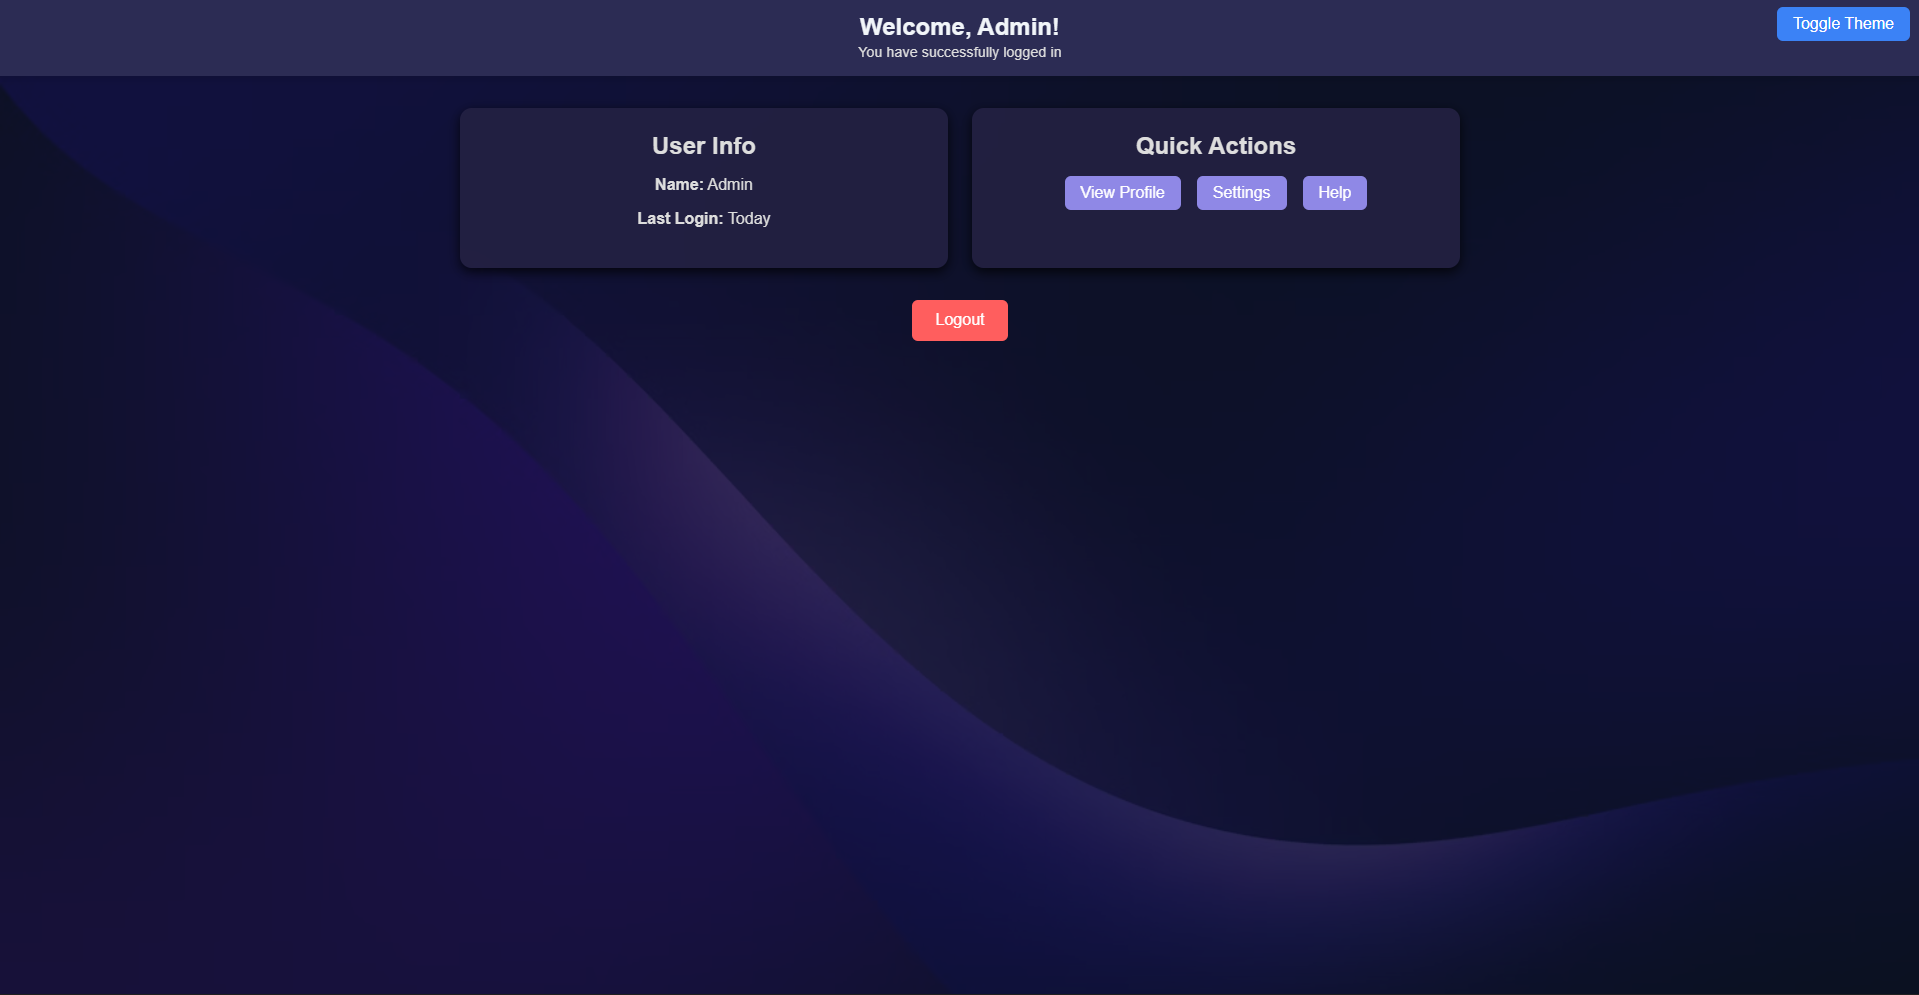 Welcome, Admin!
You have successfully logged in
Toggle Theme
User Info
Name: Admin
Last Login: Today
Quick Actions
View Profile Settings Help
Logout